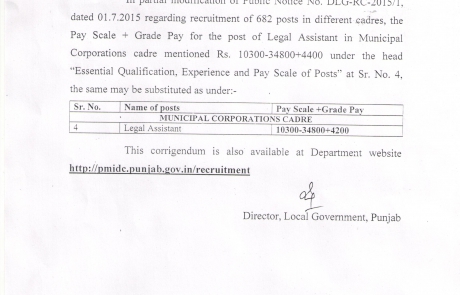 In partial modification of Public Notice No. DLG-RC-2015/1,
dated 01.7.2015 regarding recruitment of 682 posts in different cadres, the
Pay Scale + Grade Pay for the post of Legal Assistant in Municipal
Corporations cadre mentioned Rs. 10300-34800+4400 under the head
"Essential Qualification, Experience and Pay Scale of Posts" at Sr. No. 4,
the same may be substituted as under:-
Sr. No. Name of posts Pay Scale +Grade Pay
MUNICIPAL CORPORATIONS CADRE
4 Legal Assistant 10300-34800+4200
This corrigendum is also available at Department website
http://pmidc.punjab.gov.in/recruitment
Director, Local Government, Punjab